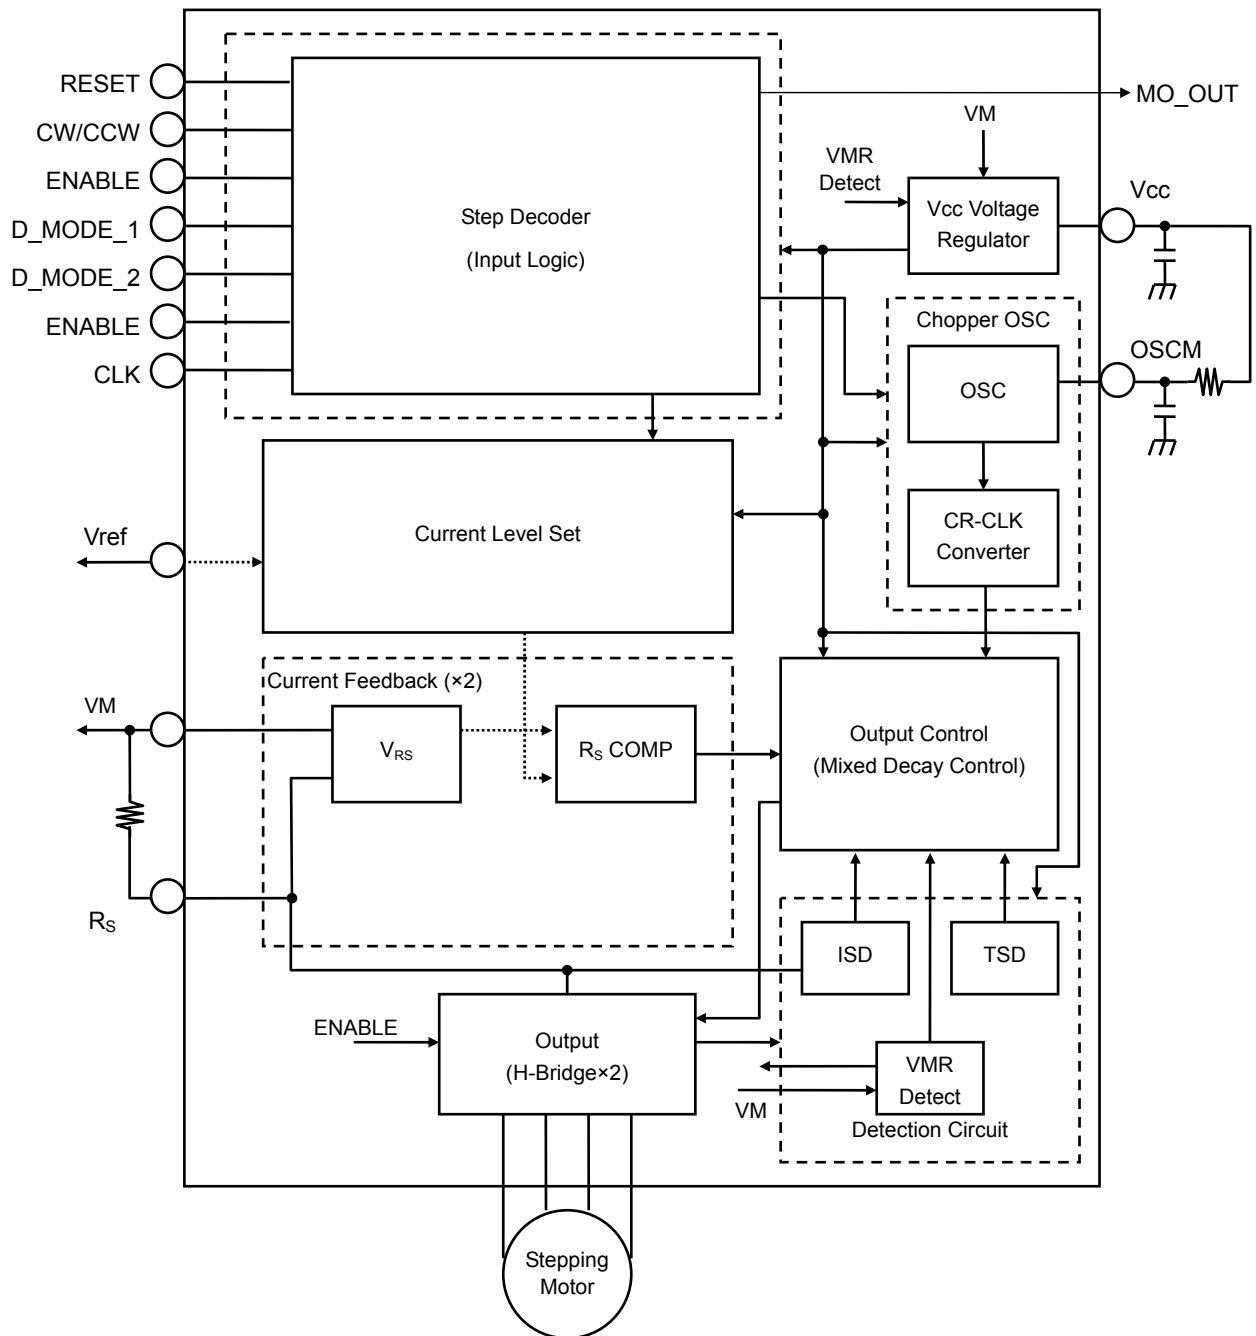 RESET
CW/CCW
ENABLE
D_MODE_1
D_MODE_2
ENABLE
CLK
Step Decoder
(Input Logic)
MO_OUT
VM
VMR
Detect
Vcc Voltage
Regulator
Vcc
Chopper OSC
OSC
OSCM
CR-CLK
Converter
Vref
Current Level Set
Current Feedback (×2)
VM
VRS
RS COMP
Output Control
(Mixed Decay Control)
RS
ISD
TSD
ENABLE
Output
(H-Bridge×2)
VMR
Detect
VM
Detection Circuit
Stepping
Motor